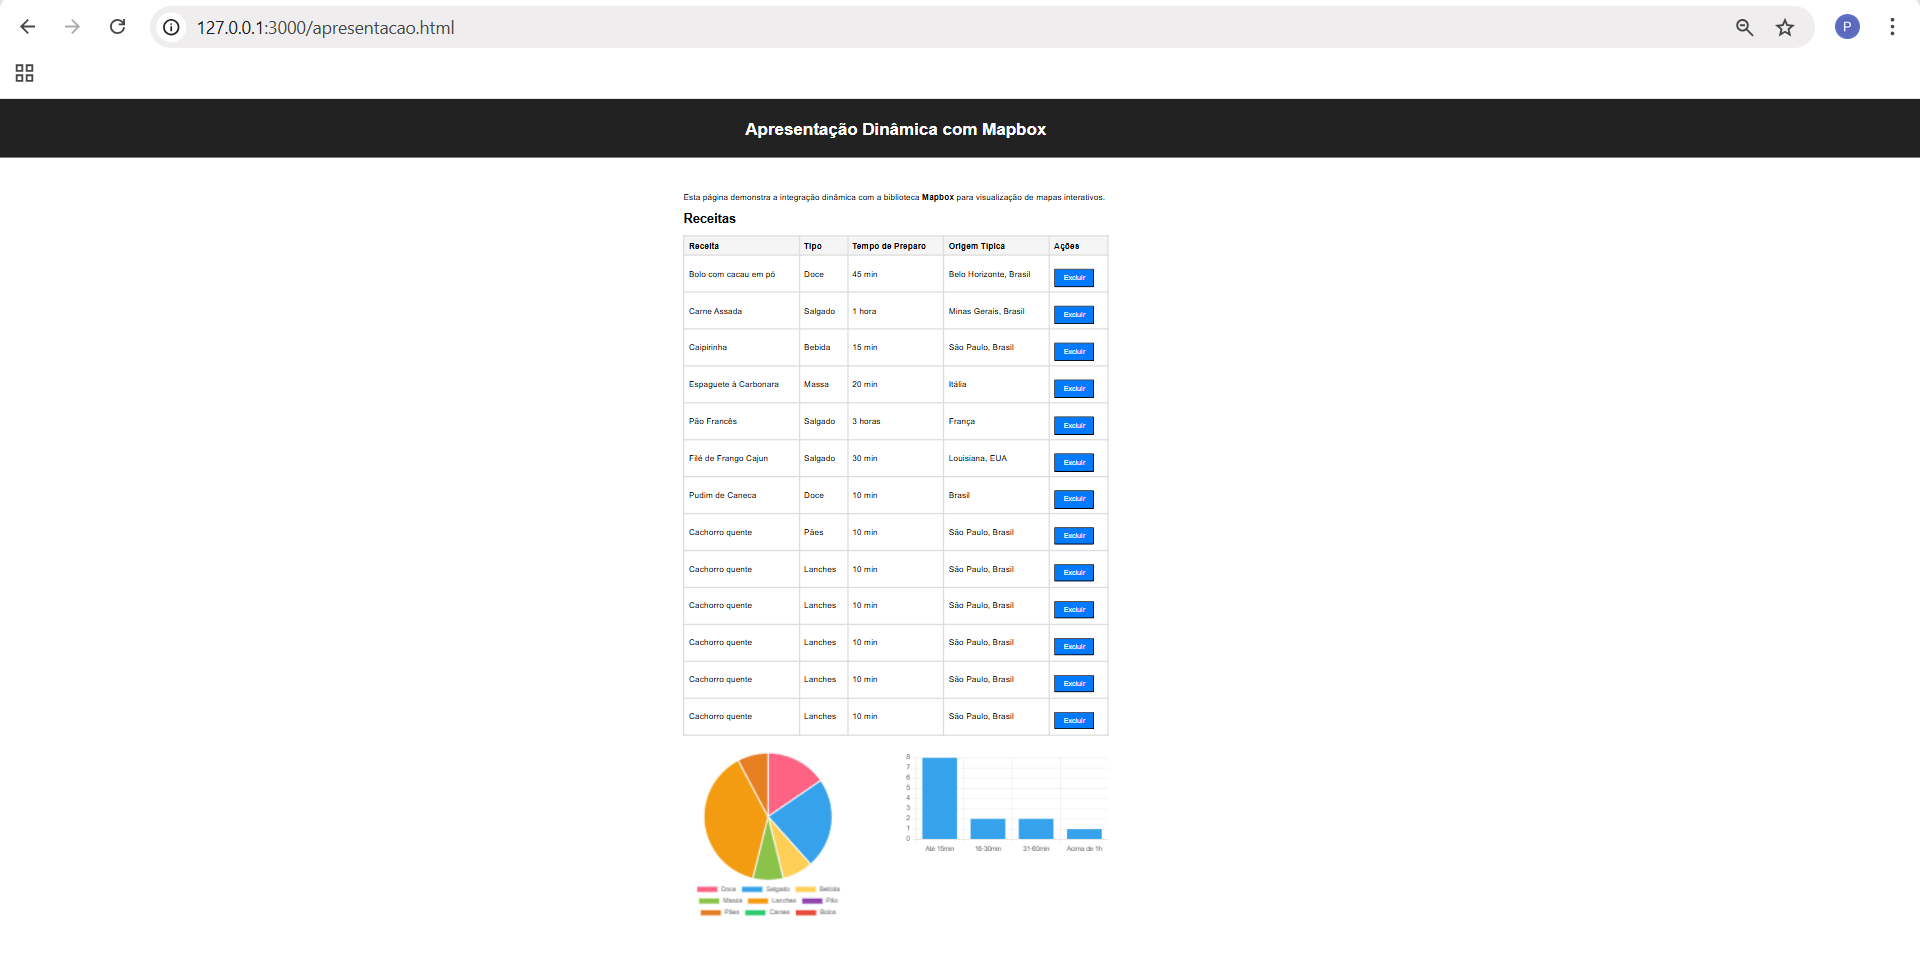 127.0.0.1:3000/apresentacao.html
P
Apresentação Dinâmica com Mapbox
Esta página demonstra a integração dinâmica com a biblioteca Mapbox para visualização de mapas interativos.
Receitas
Receita Tipo Tempo de Preparo Origem Típica Ações
Bolo com cacau em pó Doce 45 min Belo Horizonte, Brasil Excluir
Carne Assada Salgado 1 hora Minas Gerais, Brasil Excluir
Caipirinha Bebida 15 min São Paulo, Brasil Excluir
Espaguete à Carbonara Massa 20 min Itália Excluir
Pão Francês Salgado 3 horas França Excluir
Filé de Frango Cajun Salgado 30 min Louisiana, EUA Excluir
Pudim de Caneca Doce 10 min Brasil Excluir
Cachorro quente Pães 10 min São Paulo, Brasil Excluir
Cachorro quente Lanches 10 min São Paulo, Brasil Excluir
Cachorro quente Lanches 10 min São Paulo, Brasil Excluir
Cachorro quente Lanches 10 min São Paulo, Brasil Excluir
Cachorro quente Lanches 10 min São Paulo, Brasil Excluir
Cachorro quente Lanches 10 min São Paulo, Brasil Excluir
Doce Salgado Bebida
Massa Lanches Pão
Pães Carnes Bolos
8
7
6
5
4
3
2
1
0
Até 15min 16-30min 31-60min Acima de 1h